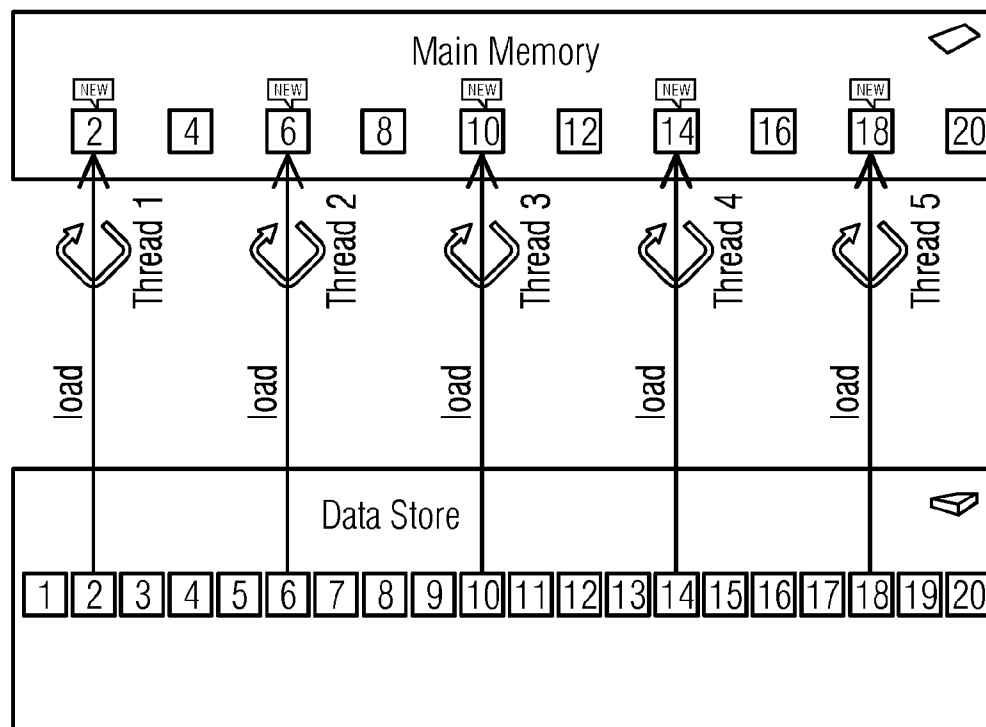 Main Memory
NEW NEW NEW NEW NEW
2 4 6 8 10 12 14 16 18 20
Thread 1 Thread 2 Thread 3 Thread 4 Thread 5
load load load load load
Data Store
1 2 3 4 5 6 7 8 9 10 11 12 13 14 15 16 17 18 19 20